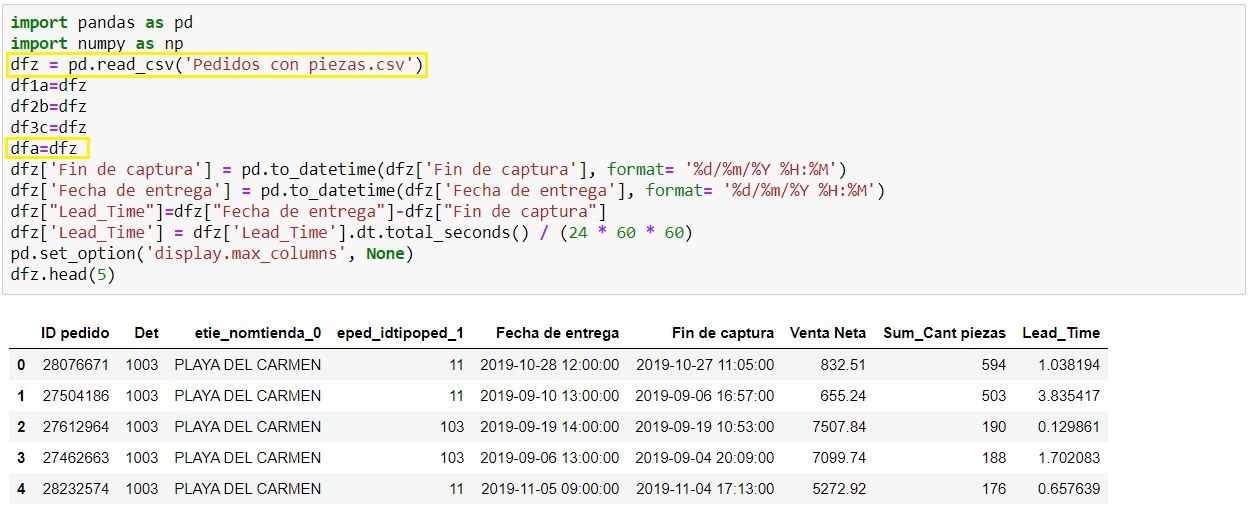 import pandas as pd
import numpy as np
dfz = pd.read_csv('Pedidos con piezas.csv')
df1a=dfz
df2b=dfz
df3c=dfz
dfa=dfz
dfz['Fin de captura'] = pd.to_datetime(dfz['Fin de captura'], format= '%d/%m/%Y %H:%M')
dfz['Fecha de entrega'] = pd.to_datetime(dfz['Fecha de entrega'], format= '%d/%m/%Y %H:%M')
dfz["Lead_Time"]=dfz["Fecha de entrega"]-dfz["Fin de captura"]
dfz['Lead_Time'] = dfz['Lead_Time'].dt.total_seconds() / (24 * 60 * 60)
pd.set_option('display.max_columns', None)
dfz.head(5)
ID pedido Det etie_nomtienda_0 eped_idtipoped_1 Fecha de entrega Fin de captura Venta Neta Sum_Cant piezas Lead_Time
0 28076671 1003 PLAYA DEL CARMEN 11 2019-10-28 12:00:00 2019-10-27 11:05:00 832.51 594 1.038194
1 27504186 1003 PLAYA DEL CARMEN 11 2019-09-10 13:00:00 2019-09-06 16:57:00 655.24 503 3.835417
2 27612964 1003 PLAYA DEL CARMEN 103 2019-09-19 14:00:00 2019-09-19 10:53:00 7507.84 190 0.129861
3 27462663 1003 PLAYA DEL CARMEN 103 2019-09-06 13:00:00 2019-09-04 20:09:00 7099.74 188 1.702083
4 28232574 1003 PLAYA DEL CARMEN 11 2019-11-05 09:00:00 2019-11-04 17:13:00 5272.92 176 0.657639